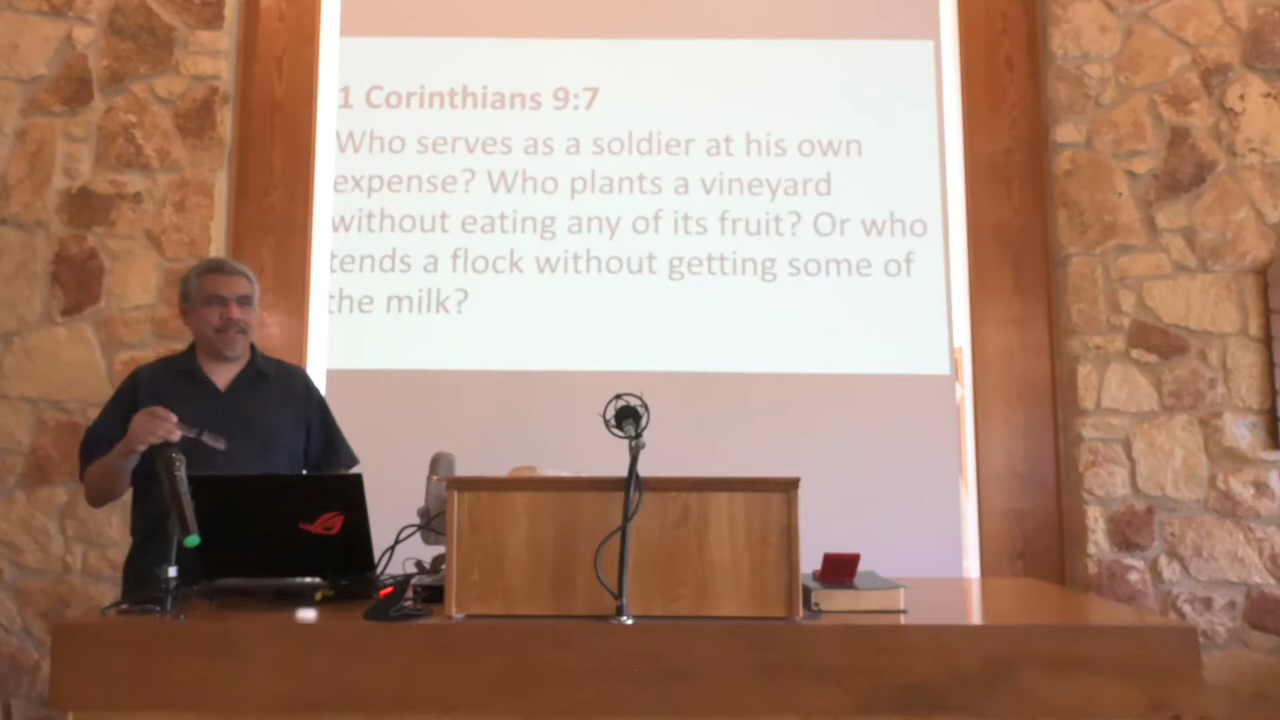 1 Corinthians 9:7
Who serves as a soldier at his own
expense? Who plants a vineyard
without eating any of its fruit? Or who
tends a flock without getting some of
the milk?